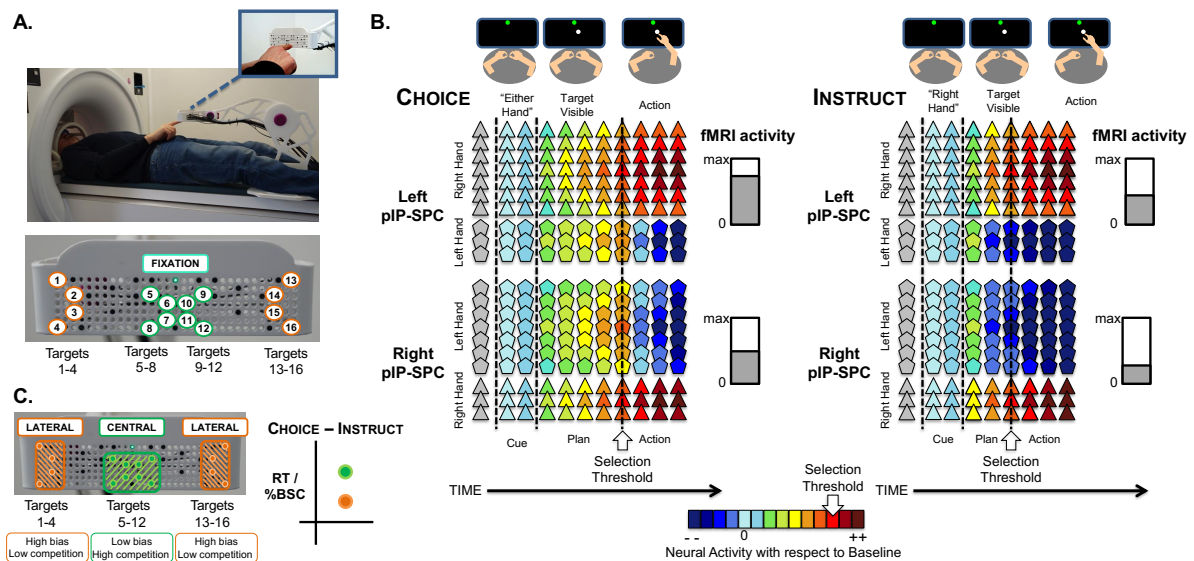 A.
FIXATION
1
2
3
4
5
6
7
8
9
10
11
12
13
14
15
16
Targets
1-4
Targets
5-8
Targets
9-12
Targets
13-16
B.
CHOICE
"Either
Hand"
Target
Visible
Action
fMRI activity
max
0
Left
pIP-SPC
Right Hand
Left Hand
Right
pIP-SPC
Left Hand
Right Hand
max
0
Cue
Plan
Action
Selection
Threshold
TIME
INSTRUCT
"Right
Hand"
Target
Visible
Action
fMRI activity
max
0
Left
pIP-SPC
Right Hand
Left Hand
Right
pIP-SPC
Left Hand
Right Hand
max
0
Cue
Plan
Action
Selection
Threshold
TIME
Selection
Threshold
- -
0
++
Neural Activity with respect to Baseline
C.
LATERAL
CENTRAL
LATERAL
Targets
1-4
Targets
5-12
Targets
13-16
High bias
Low competition
Low bias
High competition
High bias
Low competition
CHOICE – INSTRUCT
RT /
%BSC